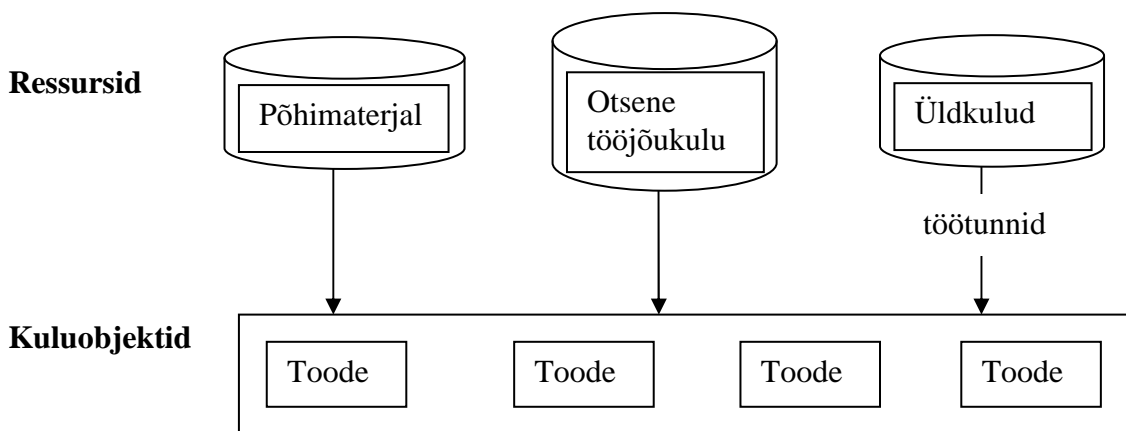 Ressursid
Põhimaterjal
Otsene
tööjõukulu
Üldkulud
töötunnid
Kuluobjektid
Toode
Toode
Toode
Toode